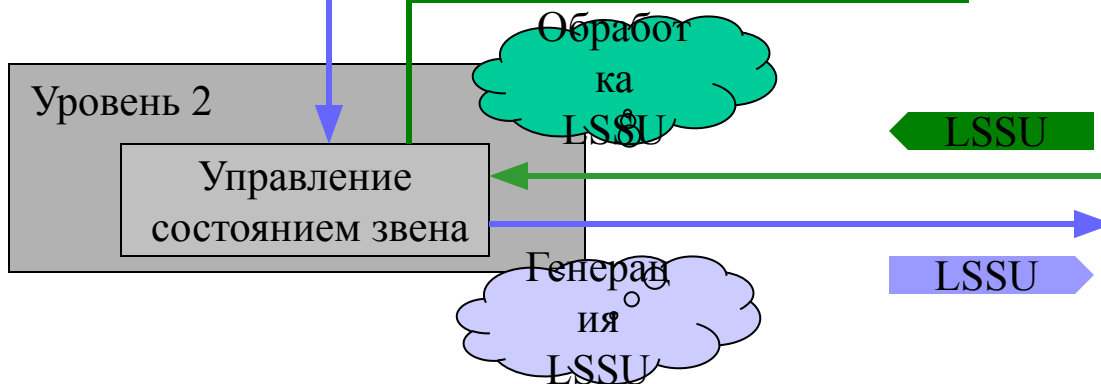 Обработ
ка
LSSU
Уровень 2
LSSU
Управление
состоянием звена
Генерац
ия
LSSU
LSSU